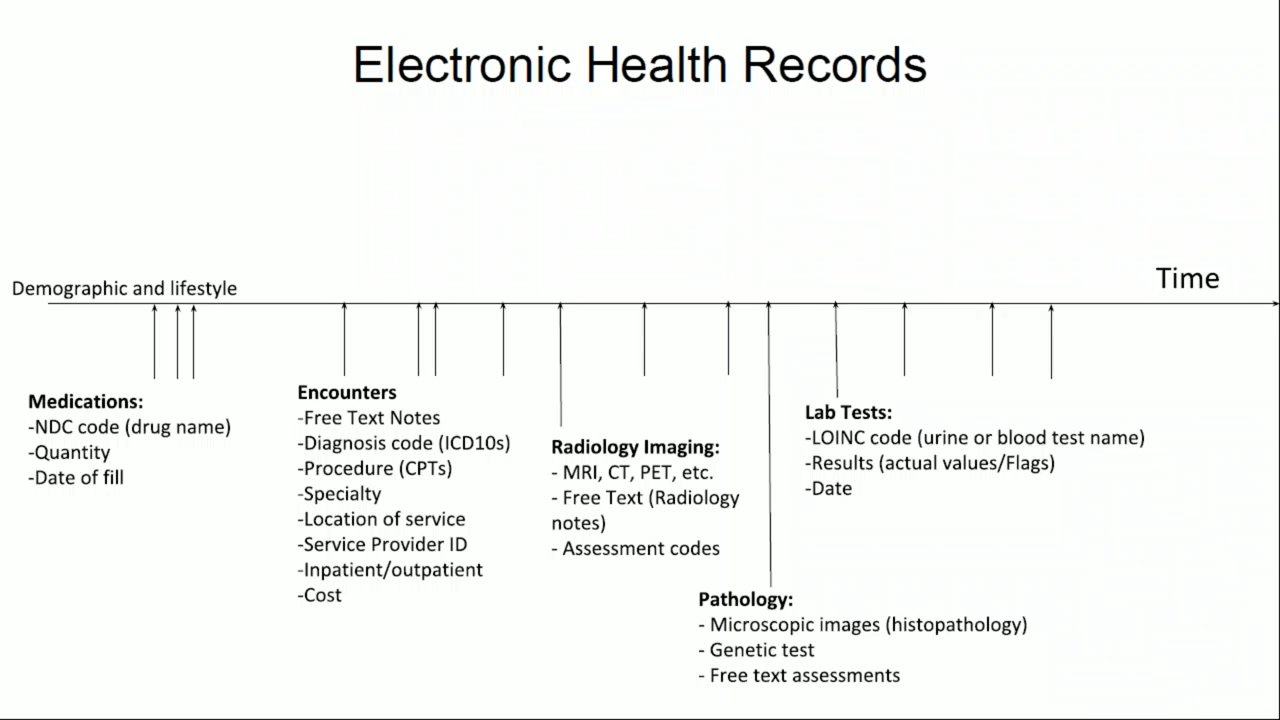 Electronic Health Records
Demographic and lifestyle
Time
Medications:
-NDC code (drug name)
-Quantity
-Date of fill
Encounters
-Free Text Notes
-Diagnosis code (ICD10s)
-Procedure (CPTs)
-Specialty
-Location of service
-Service Provider ID
-Inpatient/outpatient
-Cost
Radiology Imaging:
- MRI, CT, PET, etc.
- Free Text (Radiology
notes)
- Assessment codes
Pathology:
- Microscopic images (histopathology)
- Genetic test
- Free text assessments
Lab Tests:
-LOINC code (urine or blood test name)
-Results (actual values/Flags)
-Date